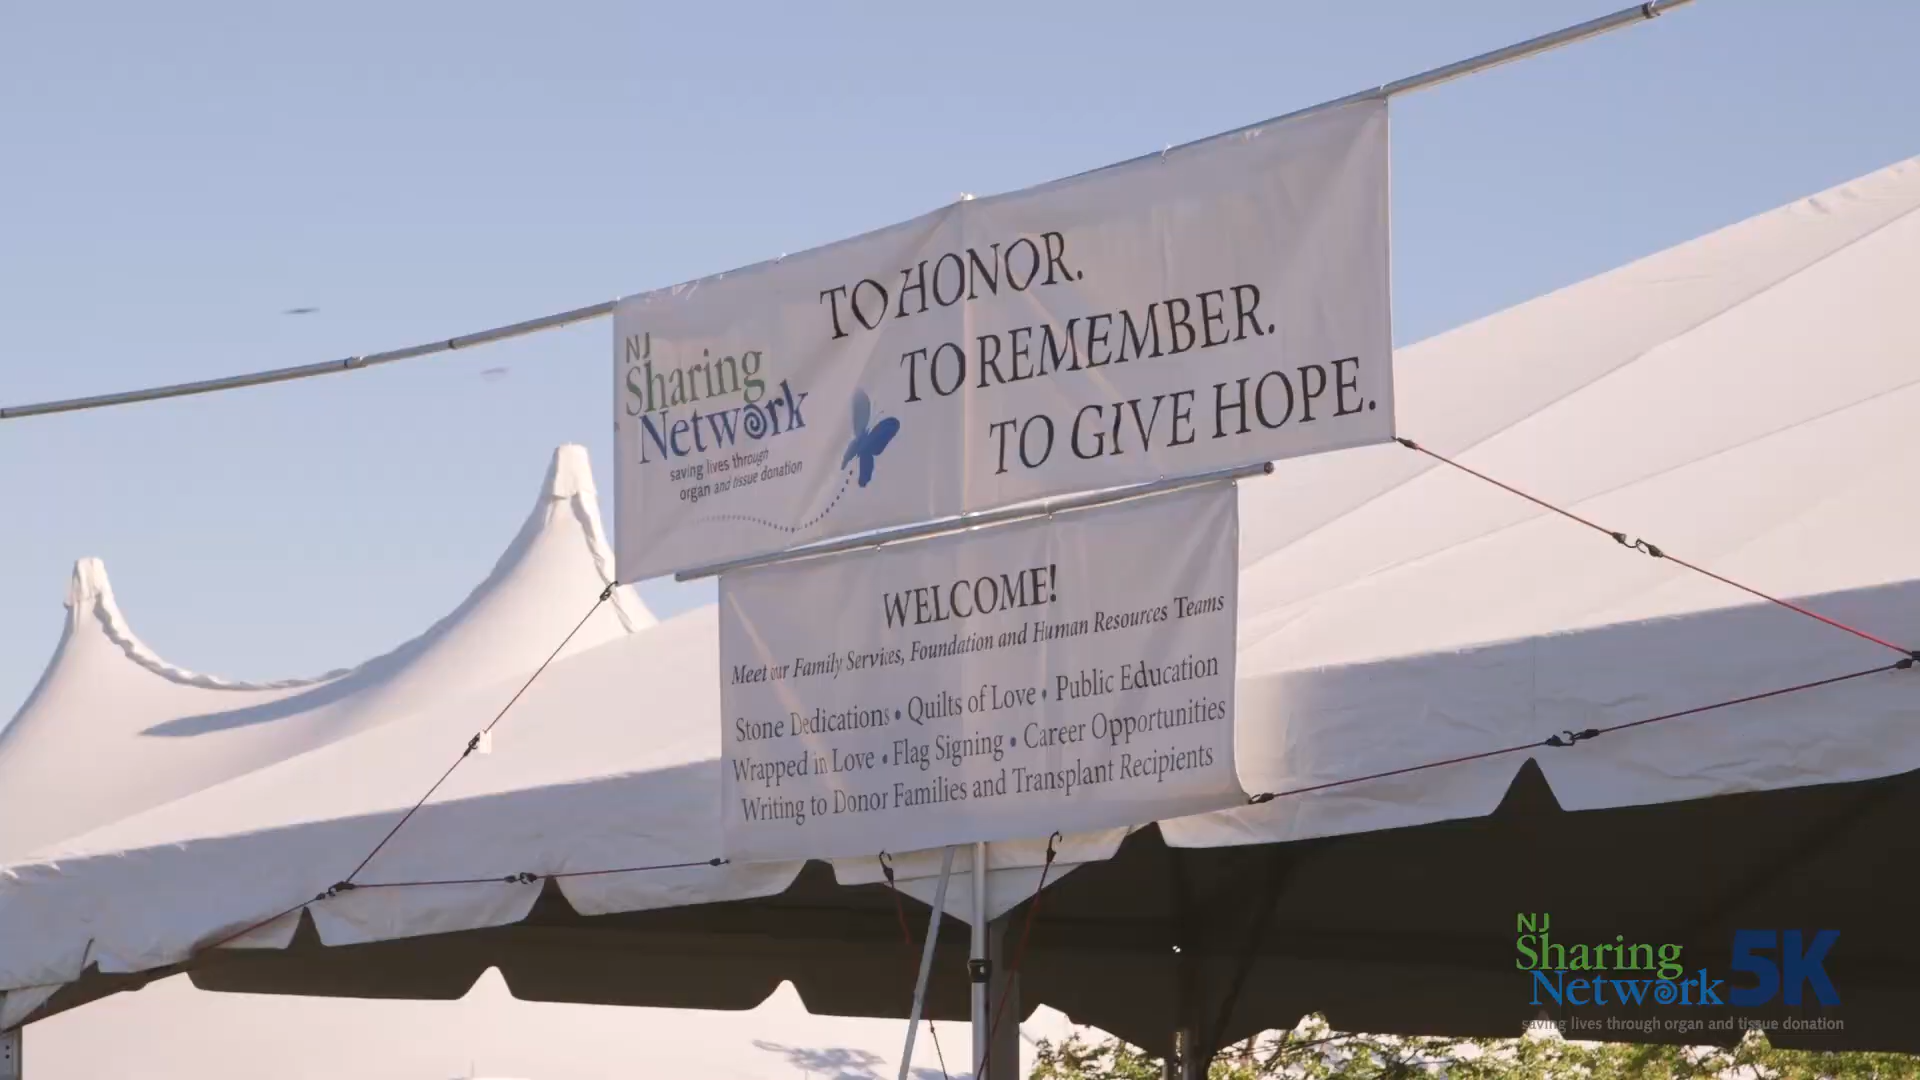 TO HONOR.
TO REMEMBER.
TO GIVE HOPE.
NJ
Sharing
Network
saving lives through
organ and tissue donation
WELCOME!
Meet our Family Services, Foundation and Human Resources Teams
Stone Dedications • Quilts of Love • Public Education
Wrapped in Love • Flag Signing • Career Opportunities
Writing to Donor Families and Transplant Recipients
NJ
Sharing
Network 5K
saving lives through organ and tissue donation